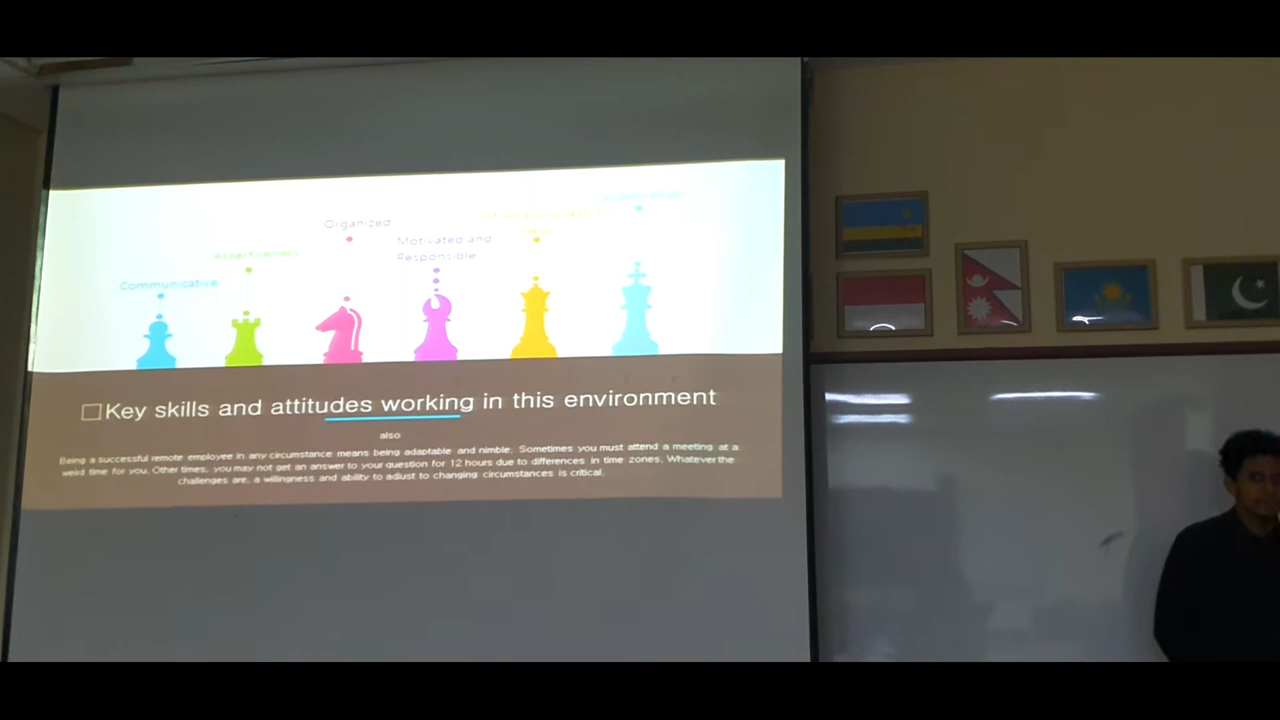 Organized
Assertiveness
Motivated and
Responsible
Communicative
Key skills and attitudes working in this environment
also
Being a successful remote employee in any circumstance means being adaptable and nimble. Sometimes you must attend a meeting at a
weird time for you. Other times, you may not get an answer to your question for 12 hours due to differences in time zones. Whatever the
challenges are, a willingness and ability to adjust to changing circumstances is critical.